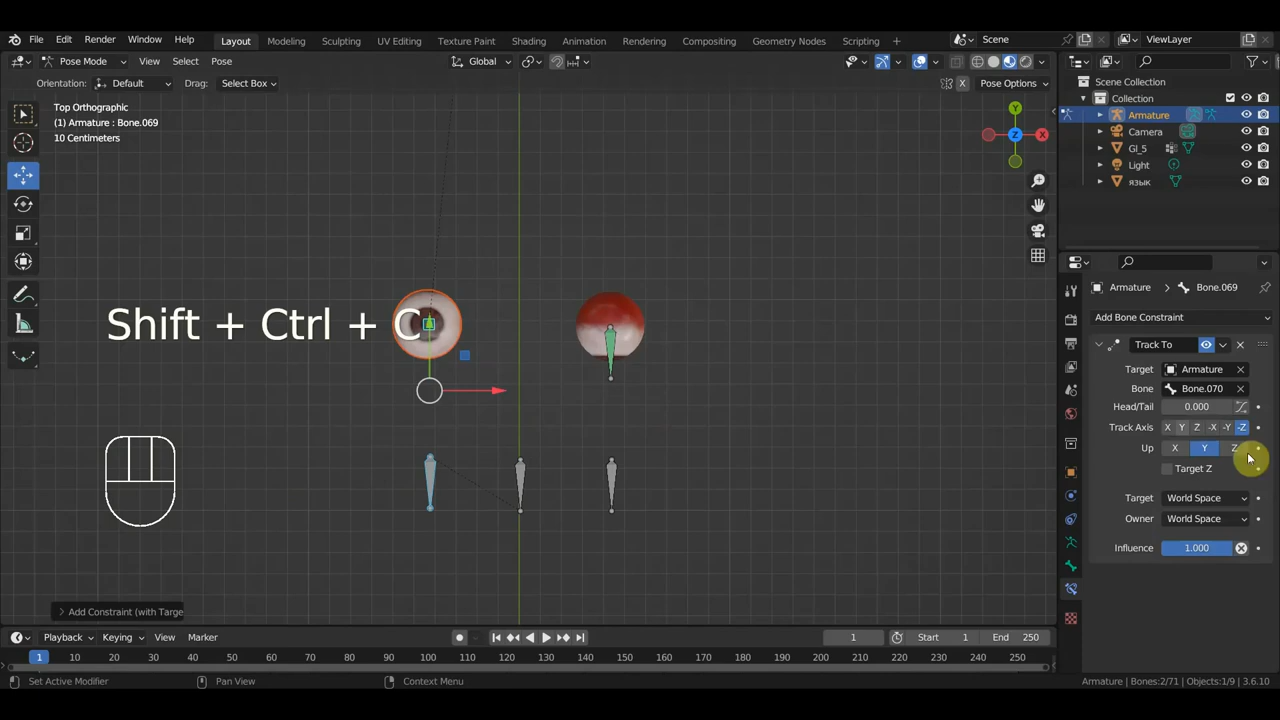 File Edit Render Window Help Layout Modeling Sculpting UV Editing Texture Paint Shading Animation Rendering Compositing Geometry Nodes Scripting + Scene ViewLayer
Pose Mode View Select Pose Global X Pose Options
Orientation: Default Drag: Select Box
Top Orthographic
(1) Armature : Bone.069
10 Centimeters
Y
Z
X
Scene Collection
Collection
Armature
Camera
Gl_5
Light
язык
Armature > Bone.069
Add Bone Constraint
Track To
Target Armature
Bone Bone.070
Head/Tail 0.000
Track Axis X Y Z -X -Y -Z
Up X Y Z
Target Z
Target World Space
Owner World Space
Influence 1.000
Shift + Ctrl + C
Add Constraint (with Targe
Playback Keying View Marker 1 Start 1 End 250
1 10 20 30 40 50 60 70 80 90 100 110 120 130 140 150 160 170 180 190 200 210 220 230 240 250
Set Active Modifier Pan View Context Menu Armature | Bones:2/71 | Objects:1/9 | 3.6.10